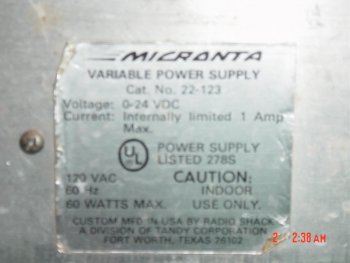 MICRONTA
VARIABLE POWER SUPPLY
Cat. No. 22-123
Voltage: 0-24 VDC
Current: Internally limited 1 Amp
Max.
UL
POWER SUPPLY
LISTED 278S
120 VAC
60 Hz
60 WATTS MAX.
CAUTION:
INDOOR
USE ONLY.
CUSTOM MFD IN USA BY RADIO SHACK
A DIVISION OF TANDY CORPORATION
FORT WORTH, TEXAS 76102
2:38 AM